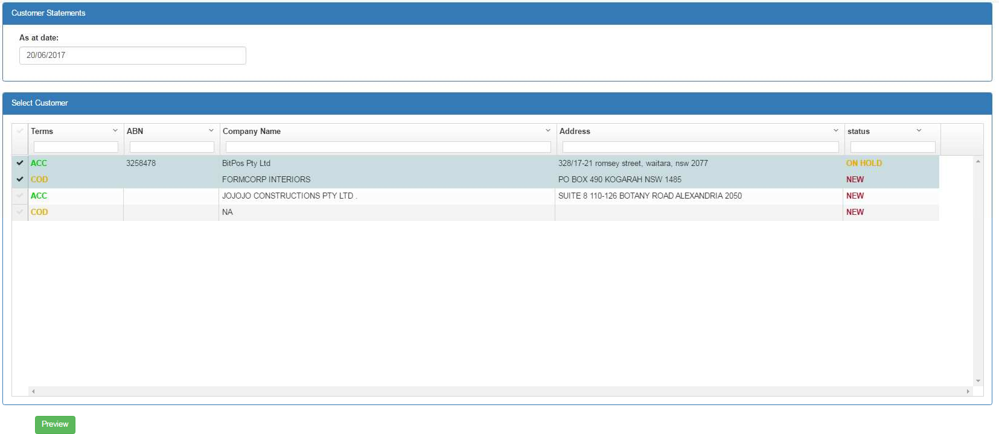 Customer Statements
As at date:
20/06/2017
Select Customer
Terms ABN Company Name Address status
ACC 3258478 BitPos Pty Ltd 328/17-21 romsey street, waitara, nsw 2077 ON HOLD
COD FORMCORP INTERIORS PO BOX 490 KOGARAH NSW 1485 NEW
ACC JOJOJO CONSTRUCTIONS PTY LTD . SUITE 8 110-126 BOTANY ROAD ALEXANDRIA 2050 NEW
COD NA NEW
Preview